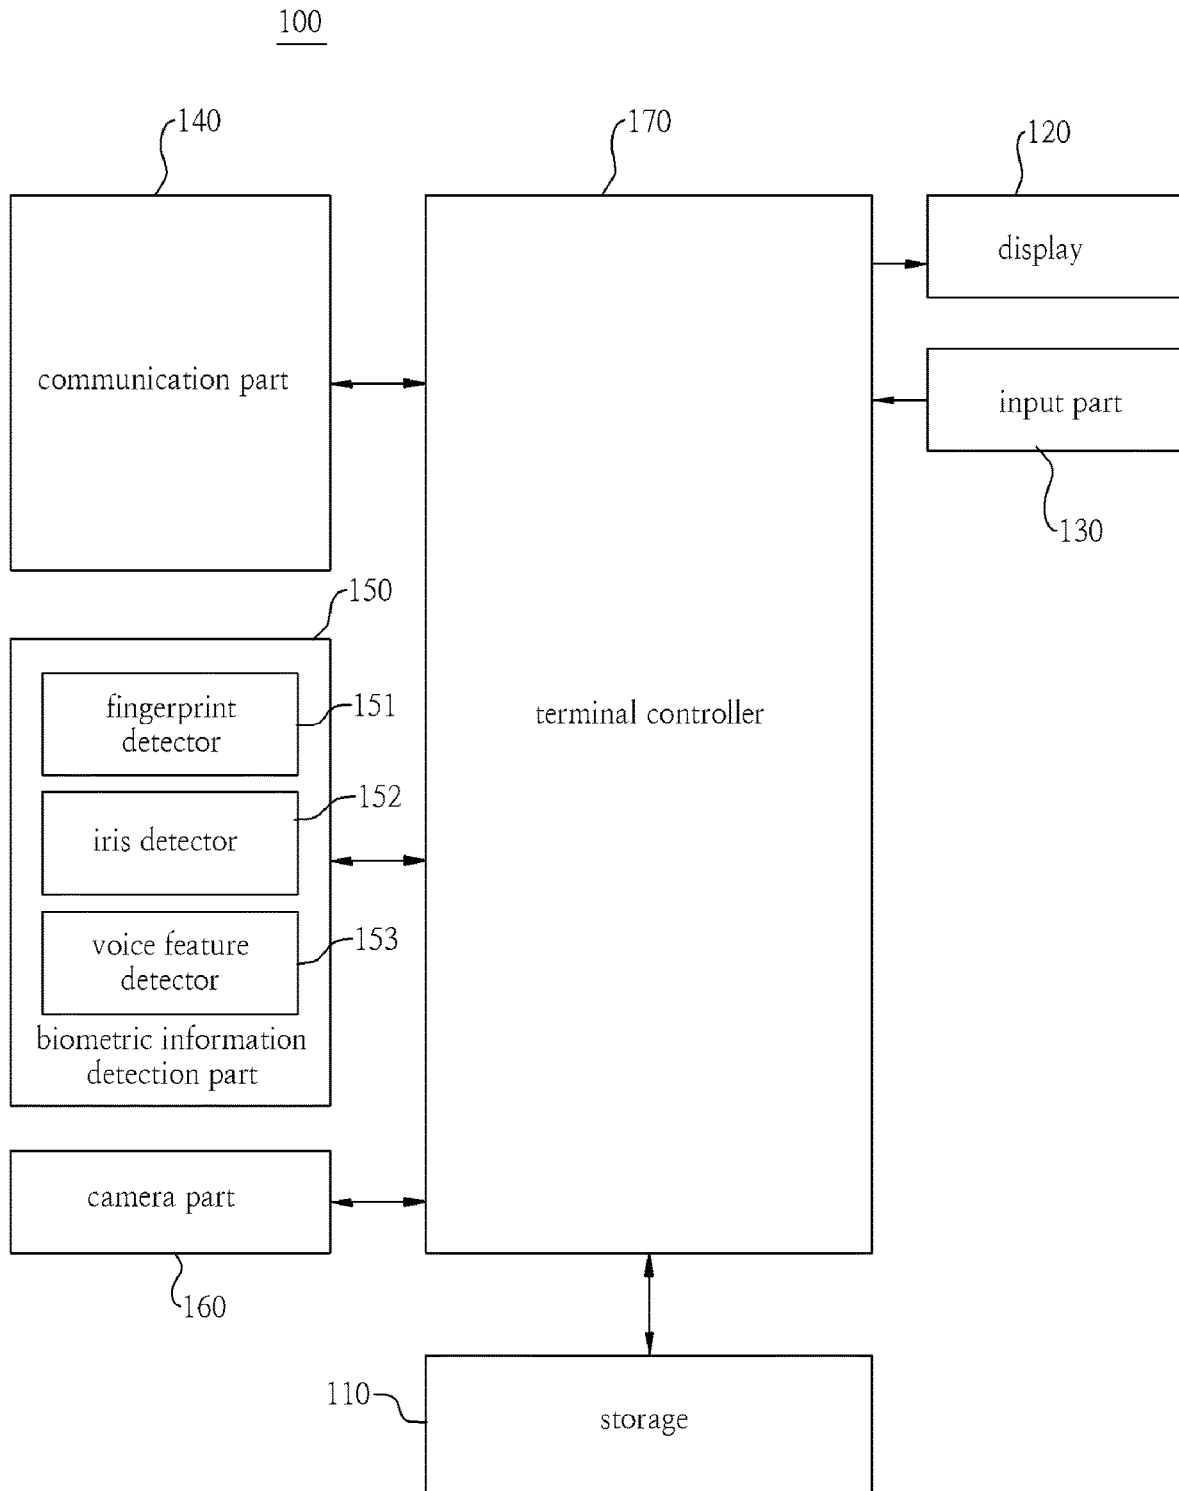 100
140
170
120
display
communication part
input part
130
150
fingerprint
detector
151
terminal controller
152
iris detector
voice feature
detector
153
biometric information
detection part
camera part
160
110
storage